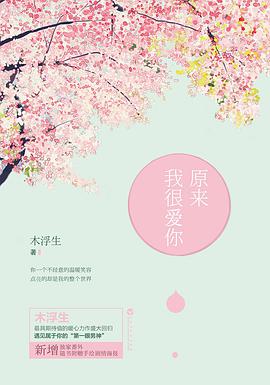 原来
我很爱你
木浮生
著
你一个不经意的温暖笑容
点亮的却是我的整个世界
木浮生
最具期待值的暖心力作盛大回归
遇见属于你的“第一眼男神”
新增 独家番外
随书附赠手绘剧情海报